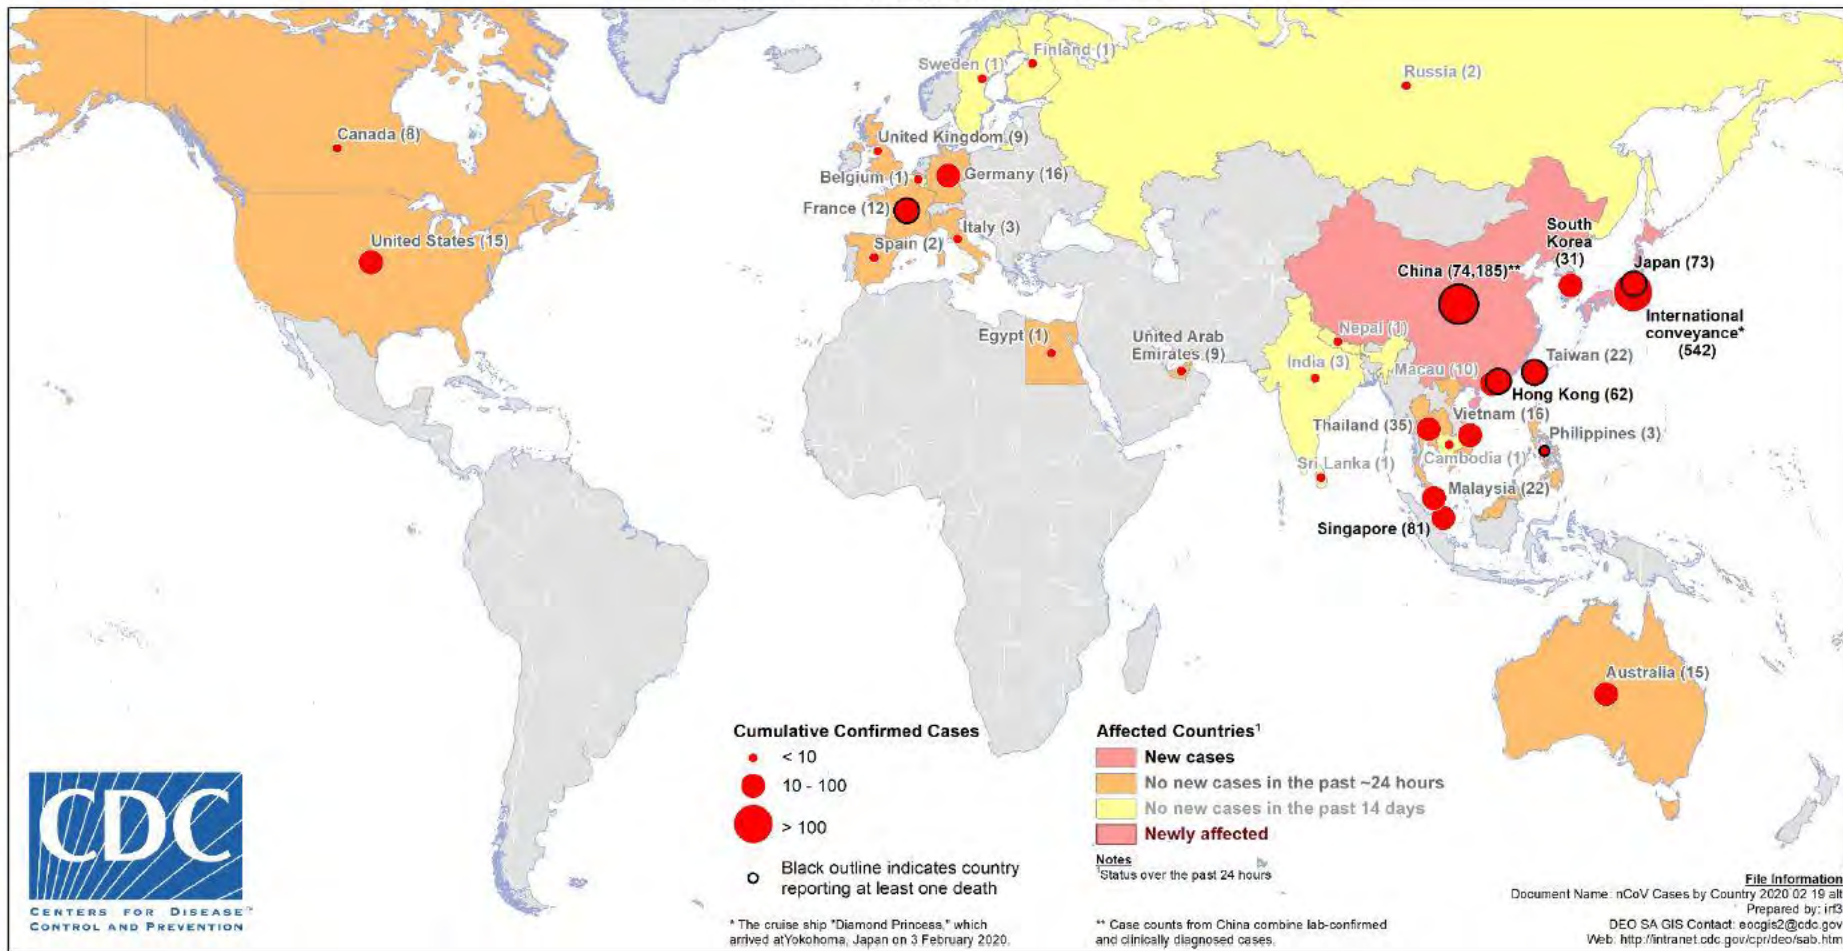 Sweden (1)
Finland (1)
Russia (2)
Canada (8)
United Kingdom (9)
Belgium (1)
Germany (16)
France (12)
United States (15)
Spain (2)
Italy (3)
South
Korea
(31)
China (74,185)**
Japan (73)
International
conveyance*
(542)
Egypt (1)
United Arab
Emirates (9)
Nepal (1)
India (3)
Macau (10)
Taiwan (22)
Hong Kong (62)
Thailand (35)
Vietnam (16)
Philippines (3)
Sri Lanka (1)
Cambodia (1)
Malaysia (22)
Singapore (81)
Australia (15)
CDC
CENTERS FOR DISEASE™
CONTROL AND PREVENTION
Cumulative Confirmed Cases
< 10
10 - 100
> 100
Black outline indicates country
reporting at least one death
* The cruise ship "Diamond Princess," which
arrived atYokohoma, Japan on 3 February 2020.
Affected Countries¹
New cases
No new cases in the past ~24 hours
No new cases in the past 14 days
Newly affected
Notes
¹Status over the past 24 hours
** Case counts from China combine lab-confirmed
and clinically diagnosed cases.
File Information
Document Name: nCoV Cases by Country 2020 02 19 alt
Prepared by: irf3
DEO SA GIS Contact: eocgis2@cdc.gov
Web: http://intranet.cdc.gov/cpr/deo/sab.htm